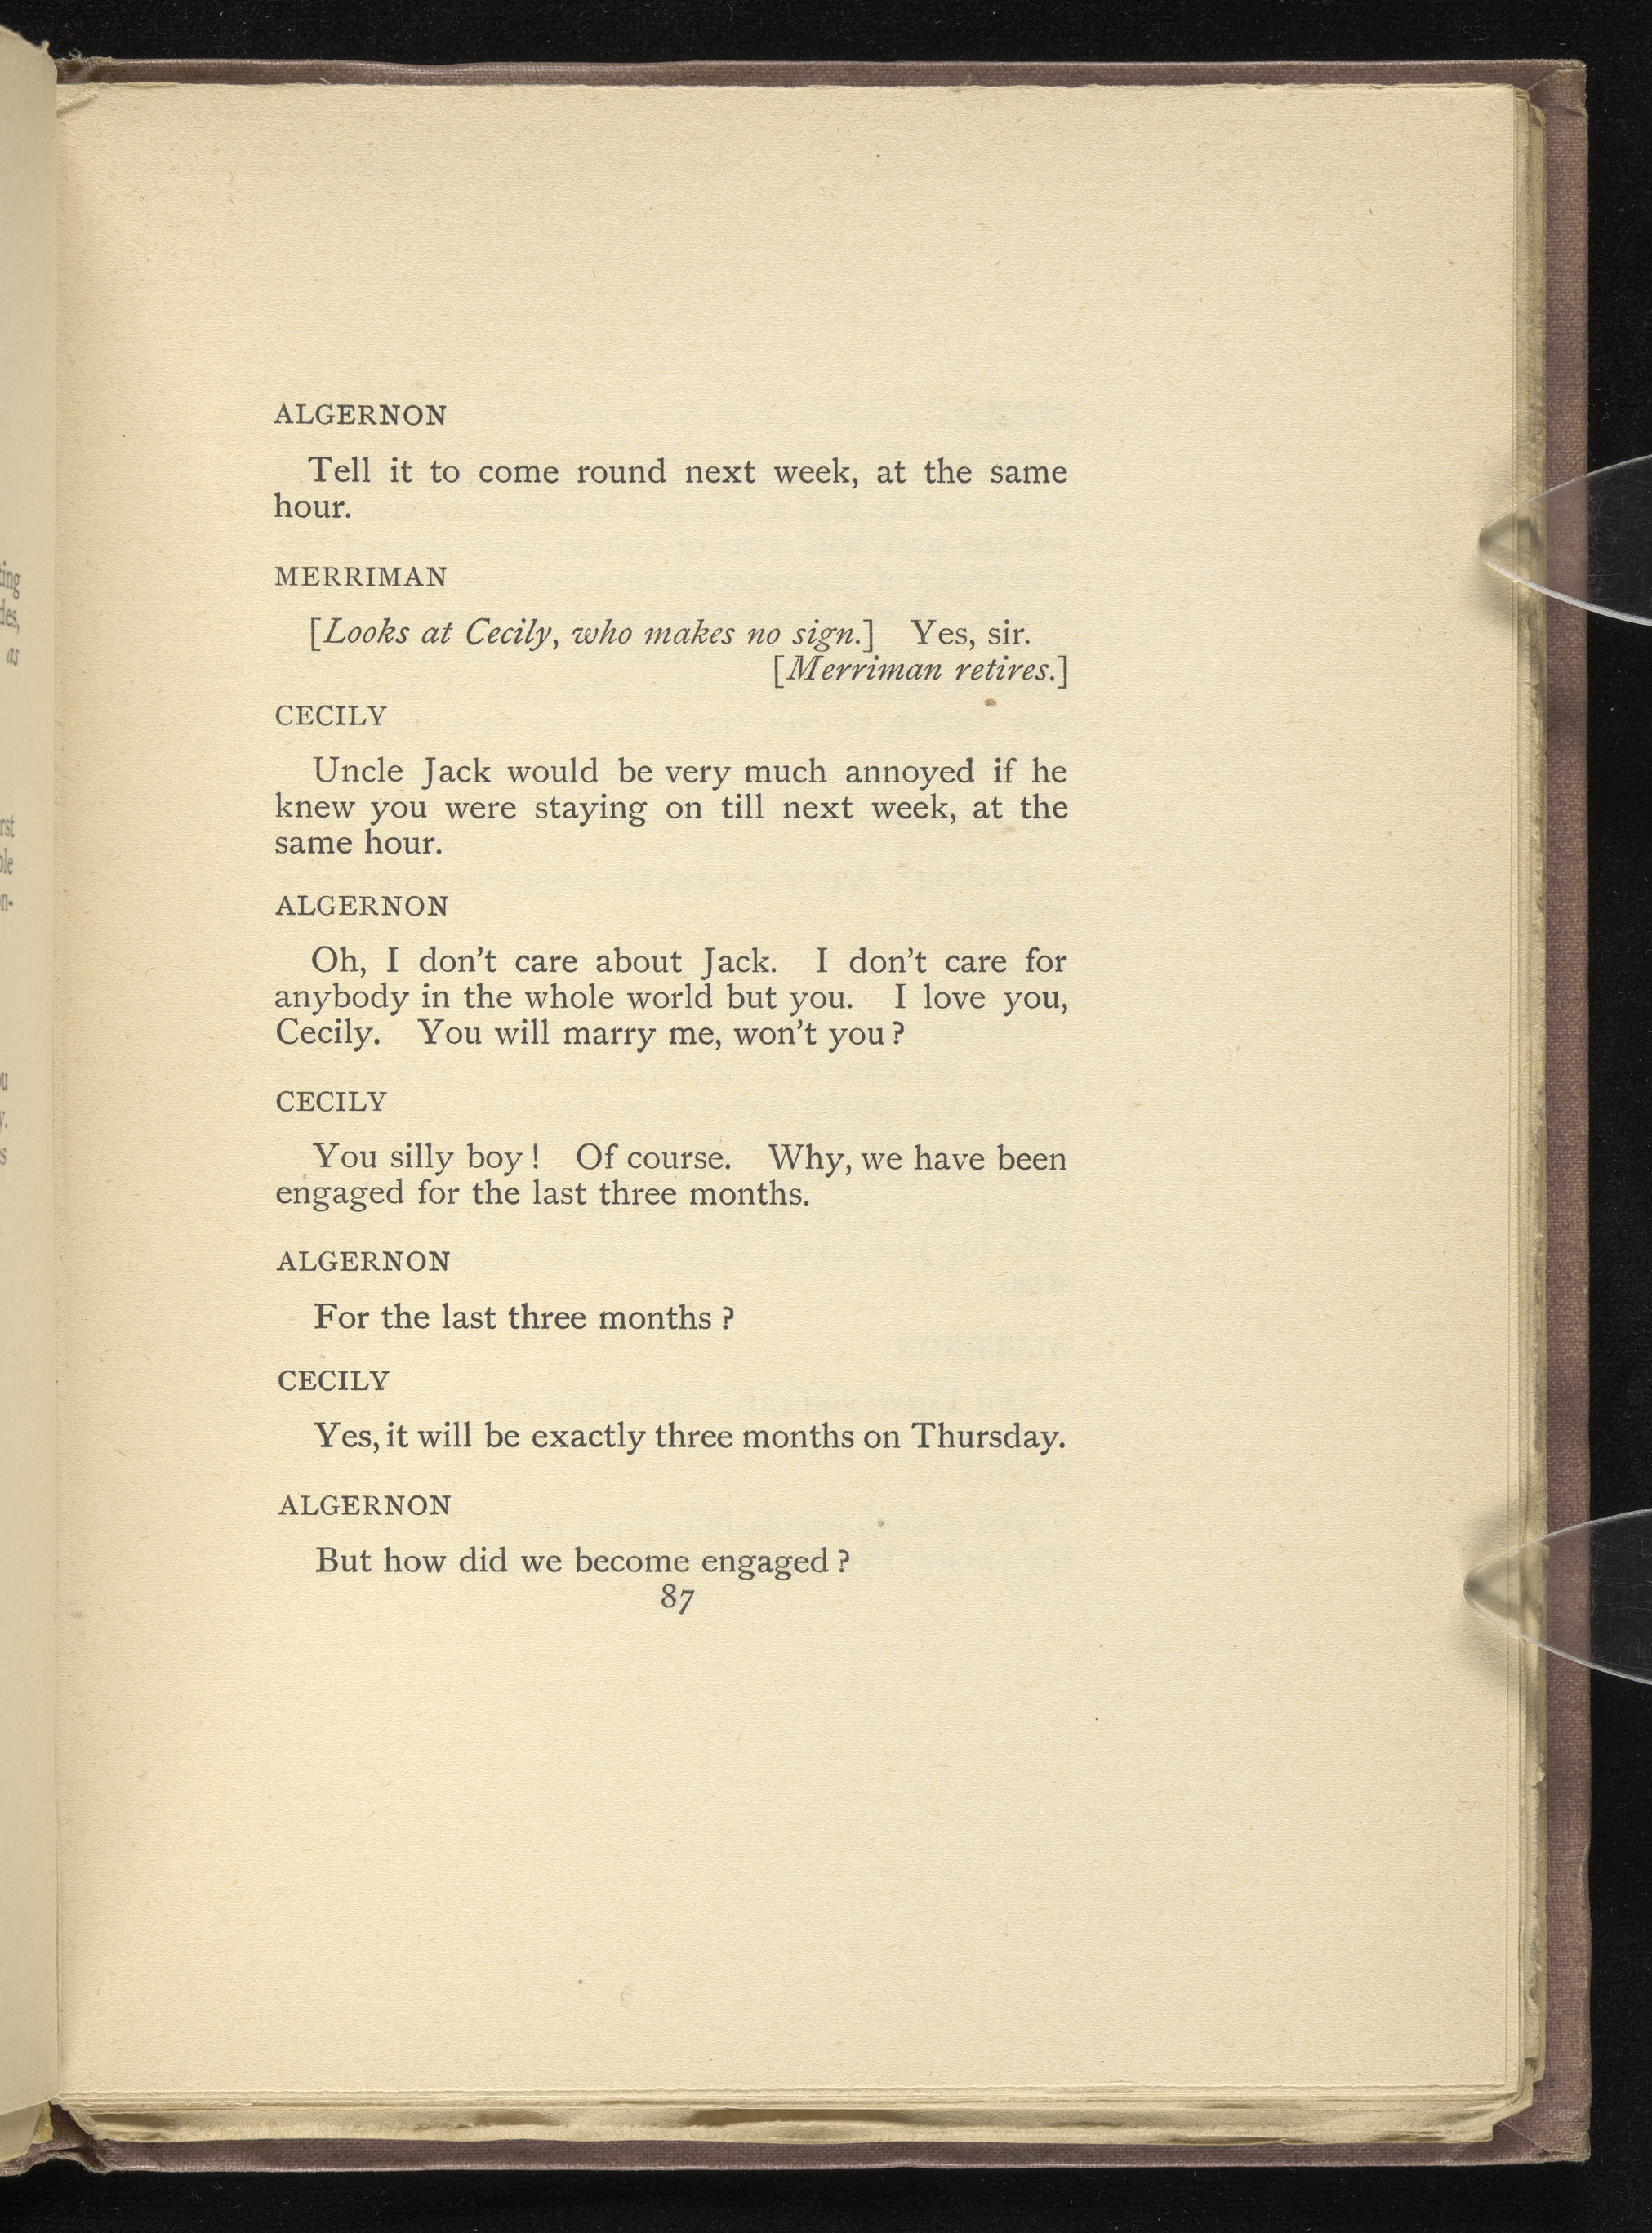 ALGERNON
Tell it to come round next week, at the same
hour.
MERRIMAN
[Looks at Cecily, who makes no sign.] Yes, sir.
[Merriman retires.]
CECILY
Uncle Jack would be very much annoyed if he
knew you were staying on till next week, at the
same hour.
ALGERNON
Oh, I don't care about Jack. I don't care for
anybody in the whole world but you. I love you,
Cecily. You will marry me, won't you?
CECILY
You silly boy! Of course. Why, we have been
engaged for the last three months.
ALGERNON
For the last three months?
CECILY
Yes, it will be exactly three months on Thursday.
ALGERNON
But how did we become engaged?
87